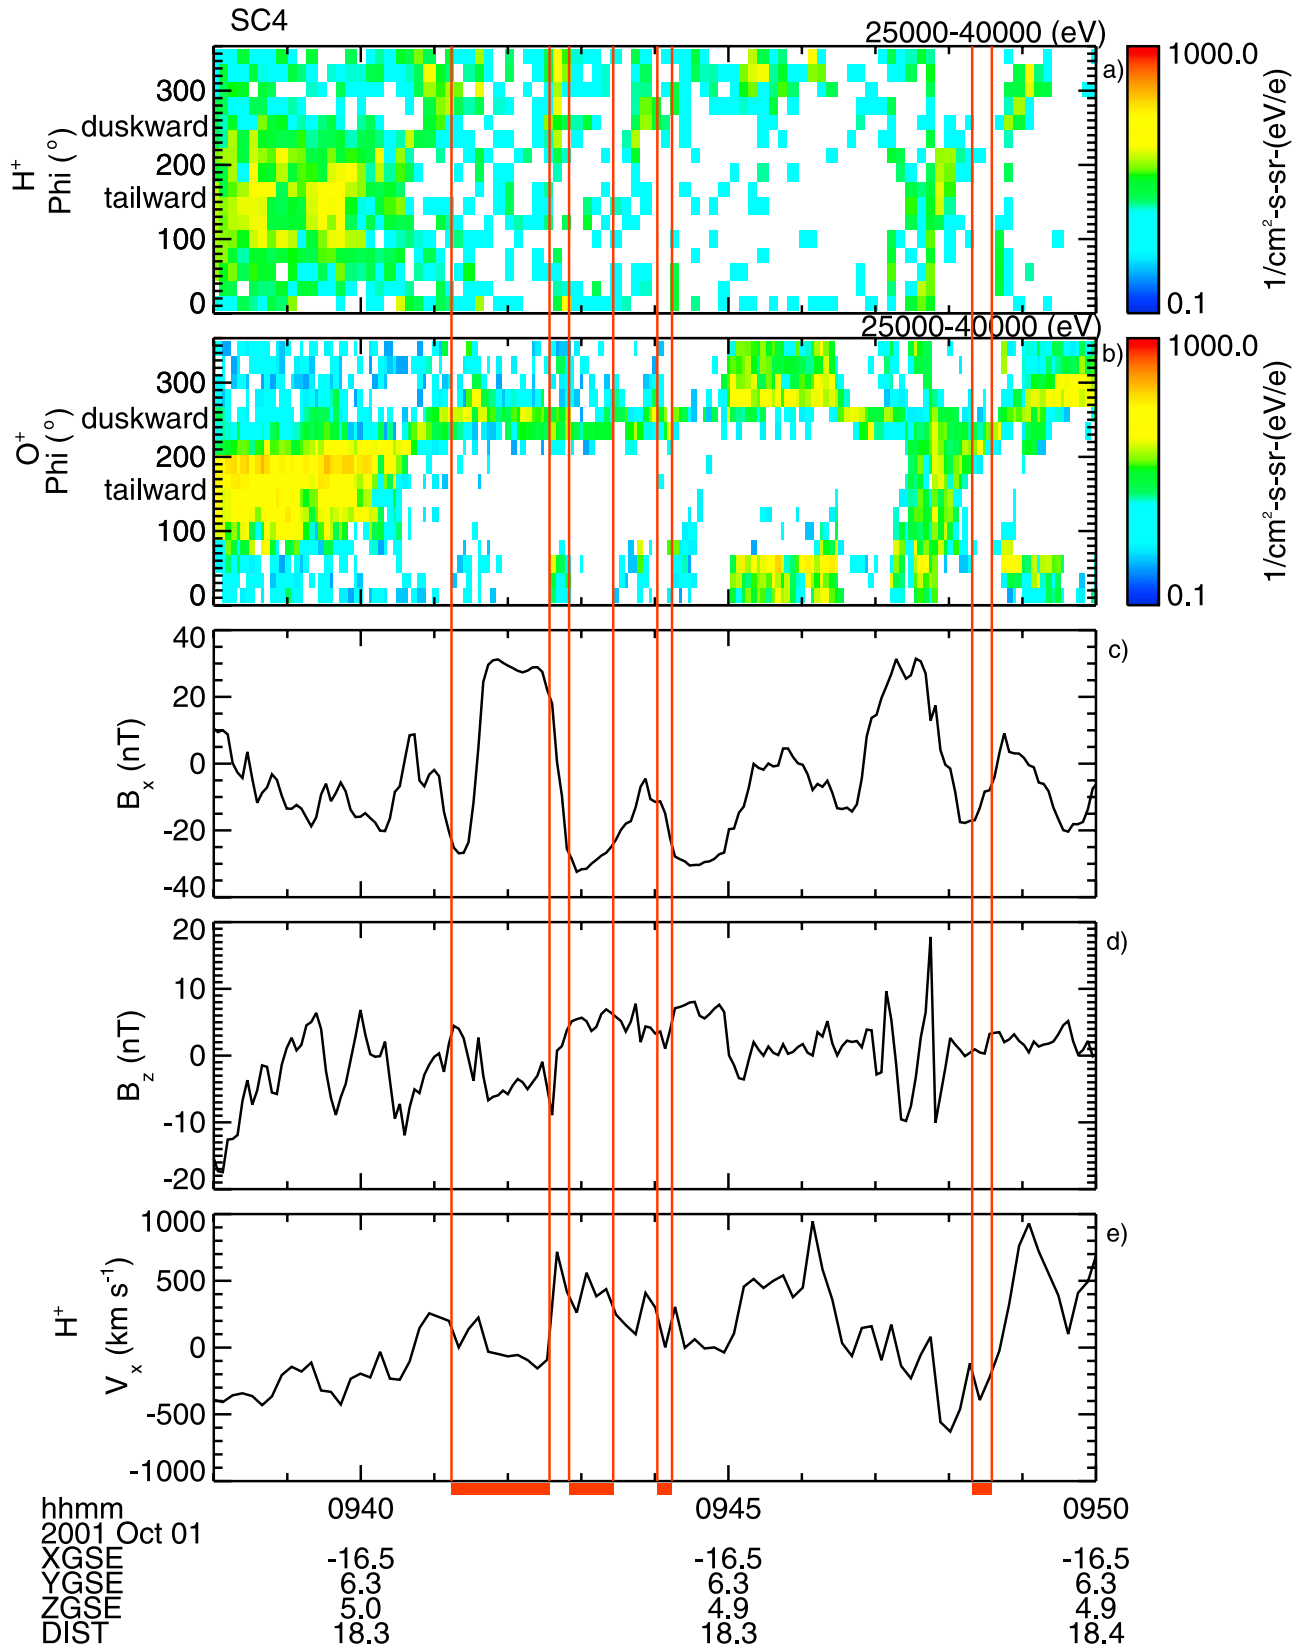 SC4
25000-40000 (eV)
a)
300
duskward
200
tailward
100
0
H+
Phi (°)
1000.0
0.1
1/cm²-s-sr-(eV/e)
25000-40000 (eV)
b)
300
duskward
200
tailward
100
0
O+
Phi (°)
1000.0
0.1
1/cm²-s-sr-(eV/e)
40
20
0
-20
-40
Bx (nT)
c)
20
10
0
-10
-20
Bz (nT)
d)
1000
500
0
-500
-1000
H+
Vx (km s-1)
e)
hhmm 0940 0945 0950
2001 Oct 01
XGSE -16.5 -16.5 -16.5
YGSE 6.3 6.3 6.3
ZGSE 5.0 4.9 4.9
DIST 18.3 18.3 18.4